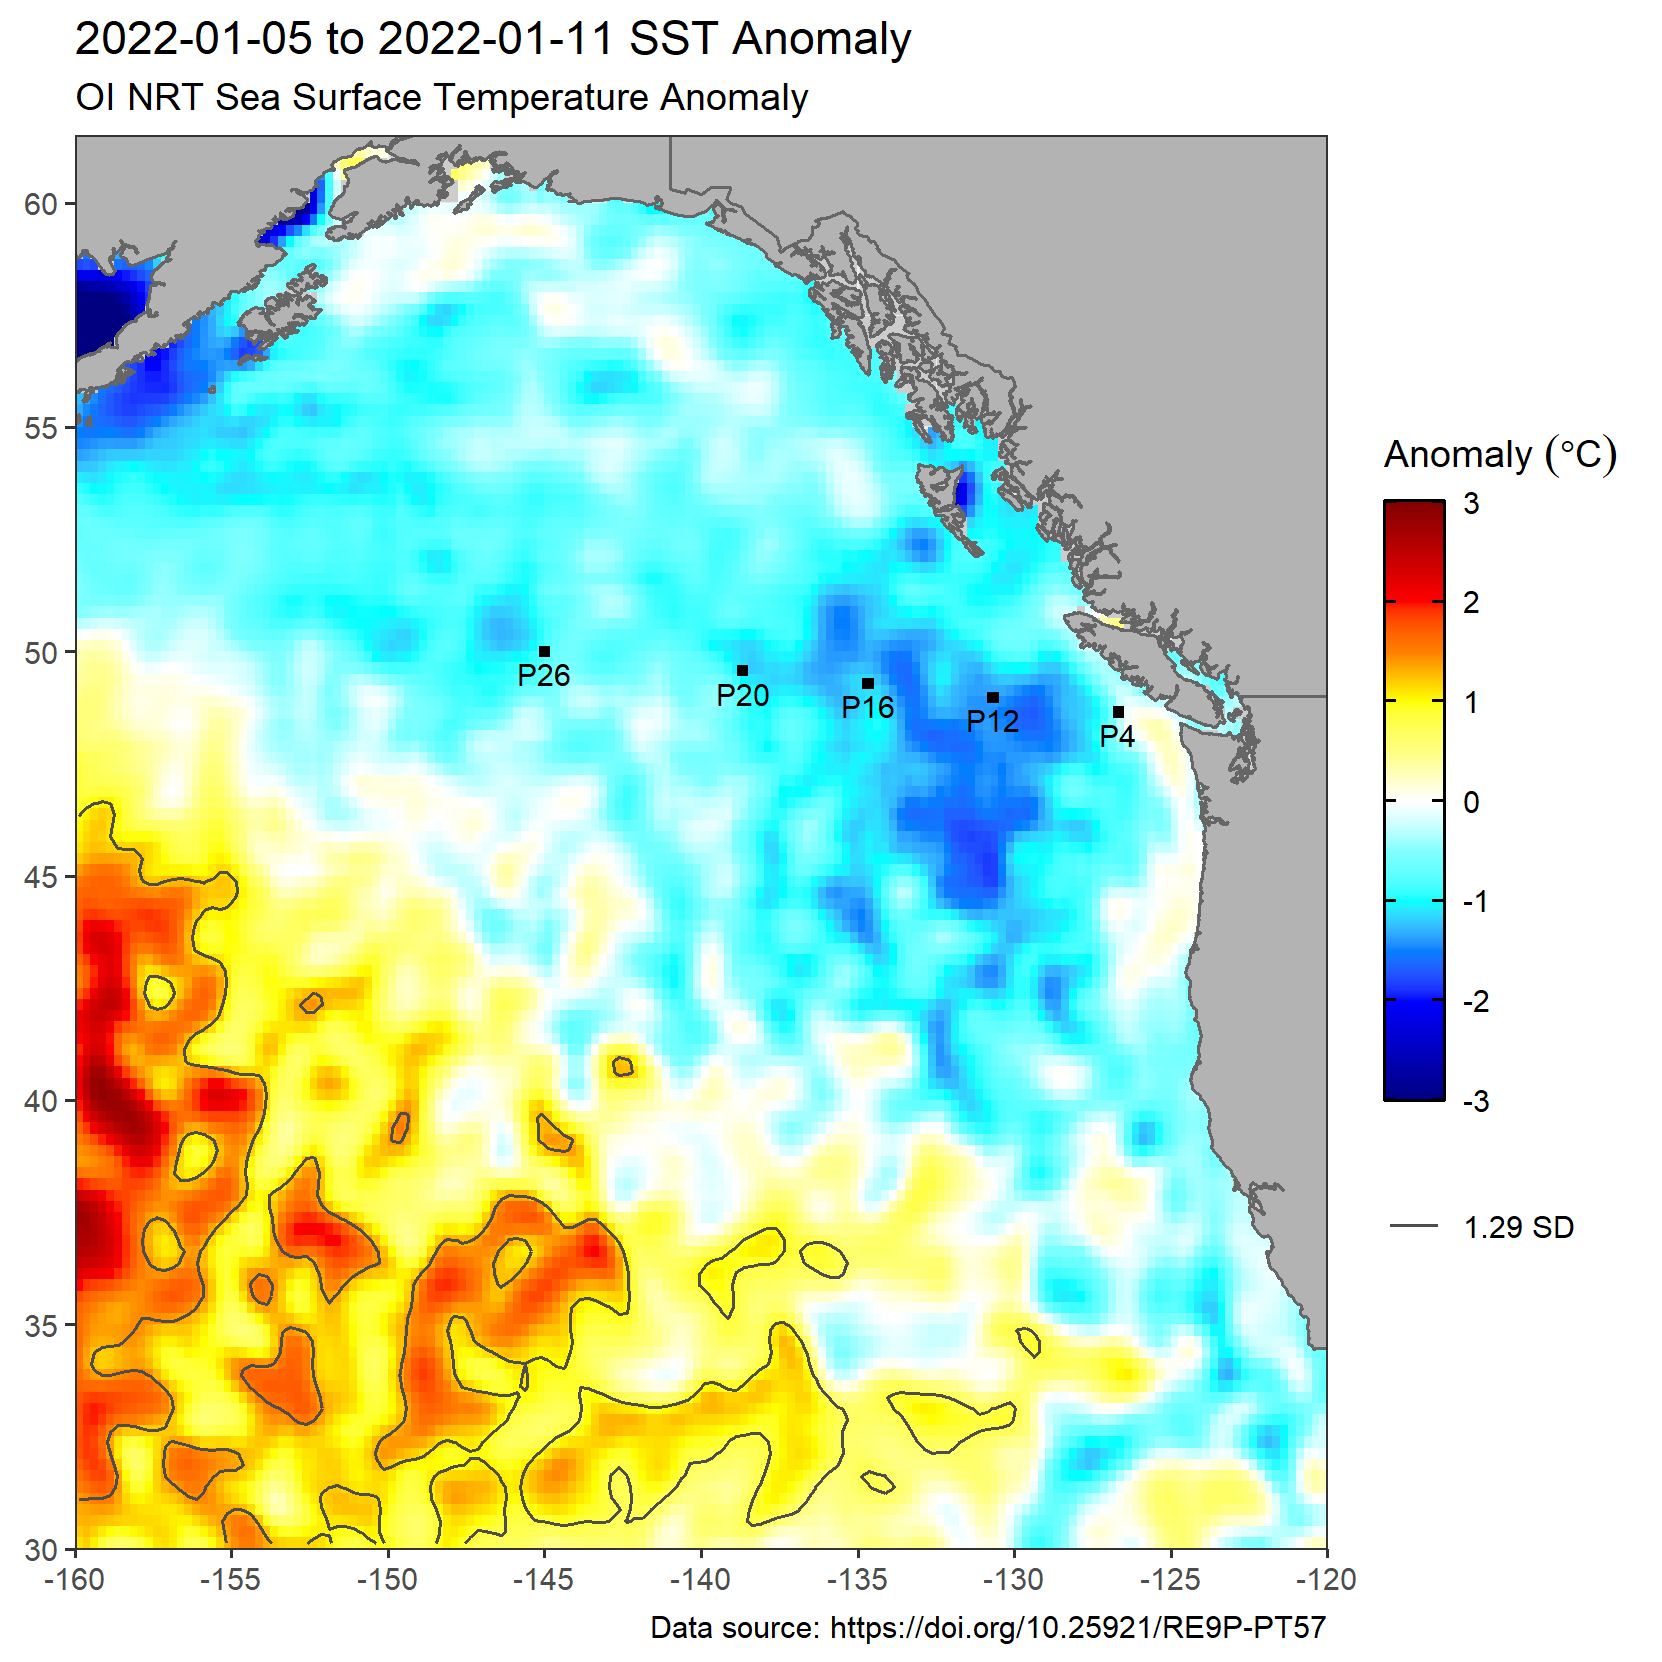 2022-01-05 to 2022-01-11 SST Anomaly
OI NRT Sea Surface Temperature Anomaly
60
55
50
45
40
35
30
-160
-155
-150
-145
-140
-135
-130
-125
-120
P26
P20
P16
P12
P4
Anomaly (°C)
3
2
1
0
-1
-2
-3
1.29 SD
Data source: https://doi.org/10.25921/RE9P-PT57